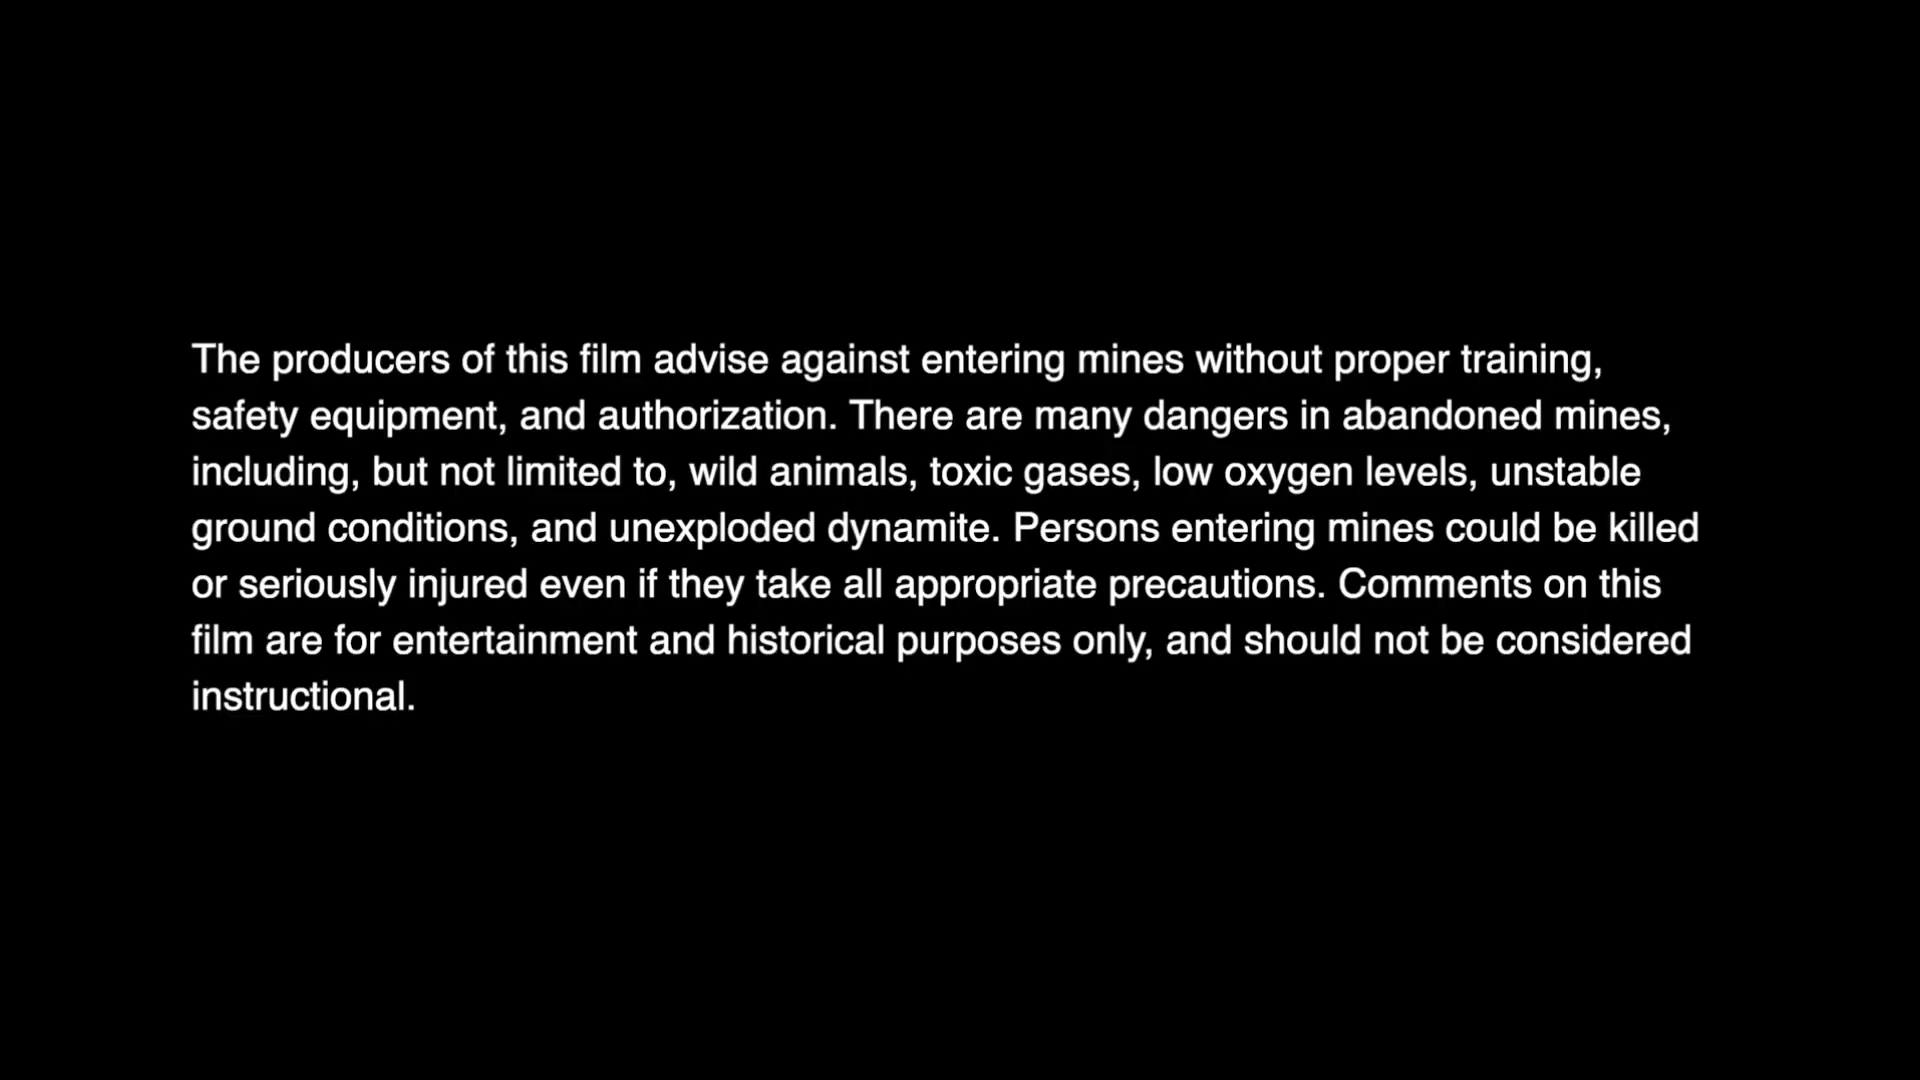 The producers of this film advise against entering mines without proper training,
safety equipment, and authorization. There are many dangers in abandoned mines,
including, but not limited to, wild animals, toxic gases, low oxygen levels, unstable
ground conditions, and unexploded dynamite. Persons entering mines could be killed
or seriously injured even if they take all appropriate precautions. Comments on this
film are for entertainment and historical purposes only, and should not be considered
instructional.